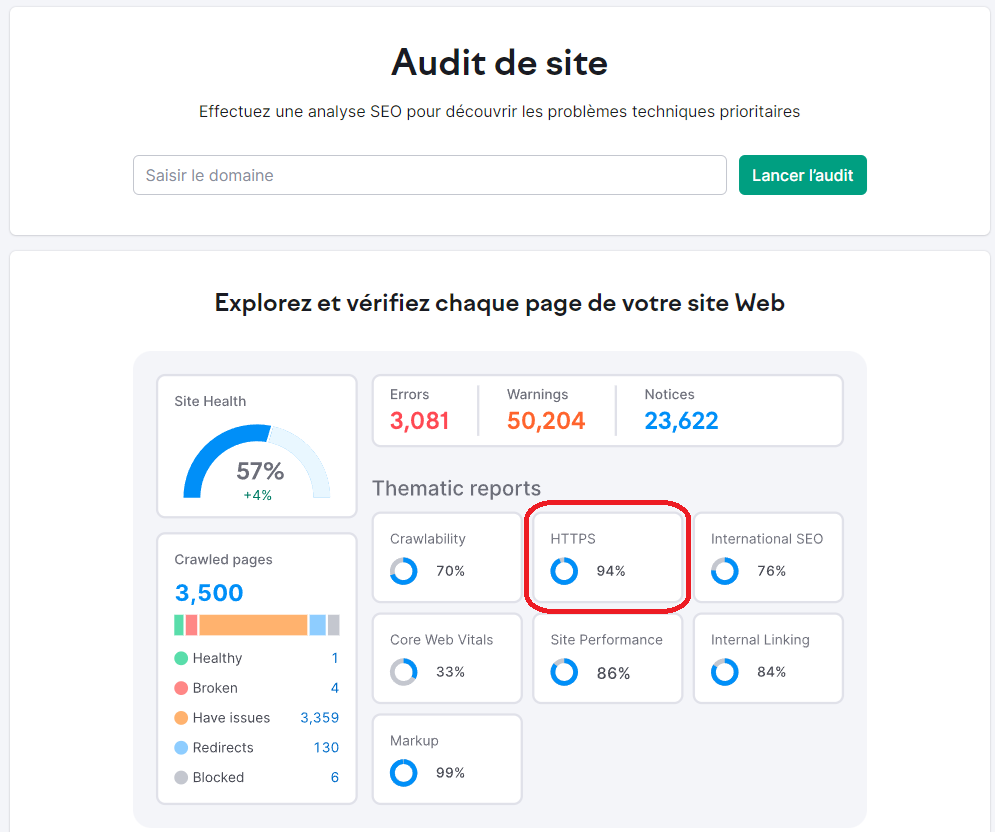 Audit de site
Effectuez une analyse SEO pour découvrir les problèmes techniques prioritaires
Saisir le domaine
Lancer l'audit
Explorez et vérifiez chaque page de votre site Web
Site Health
57%
+4%
Errors
3,081
Warnings
50,204
Notices
23,622
Crawled pages
3,500
Healthy 1
Broken 4
Have issues 3,359
Redirects 130
Blocked 6
Thematic reports
Crawlability
70%
HTTPS
94%
International SEO
76%
Core Web Vitals
33%
Site Performance
86%
Internal Linking
84%
Markup
99%